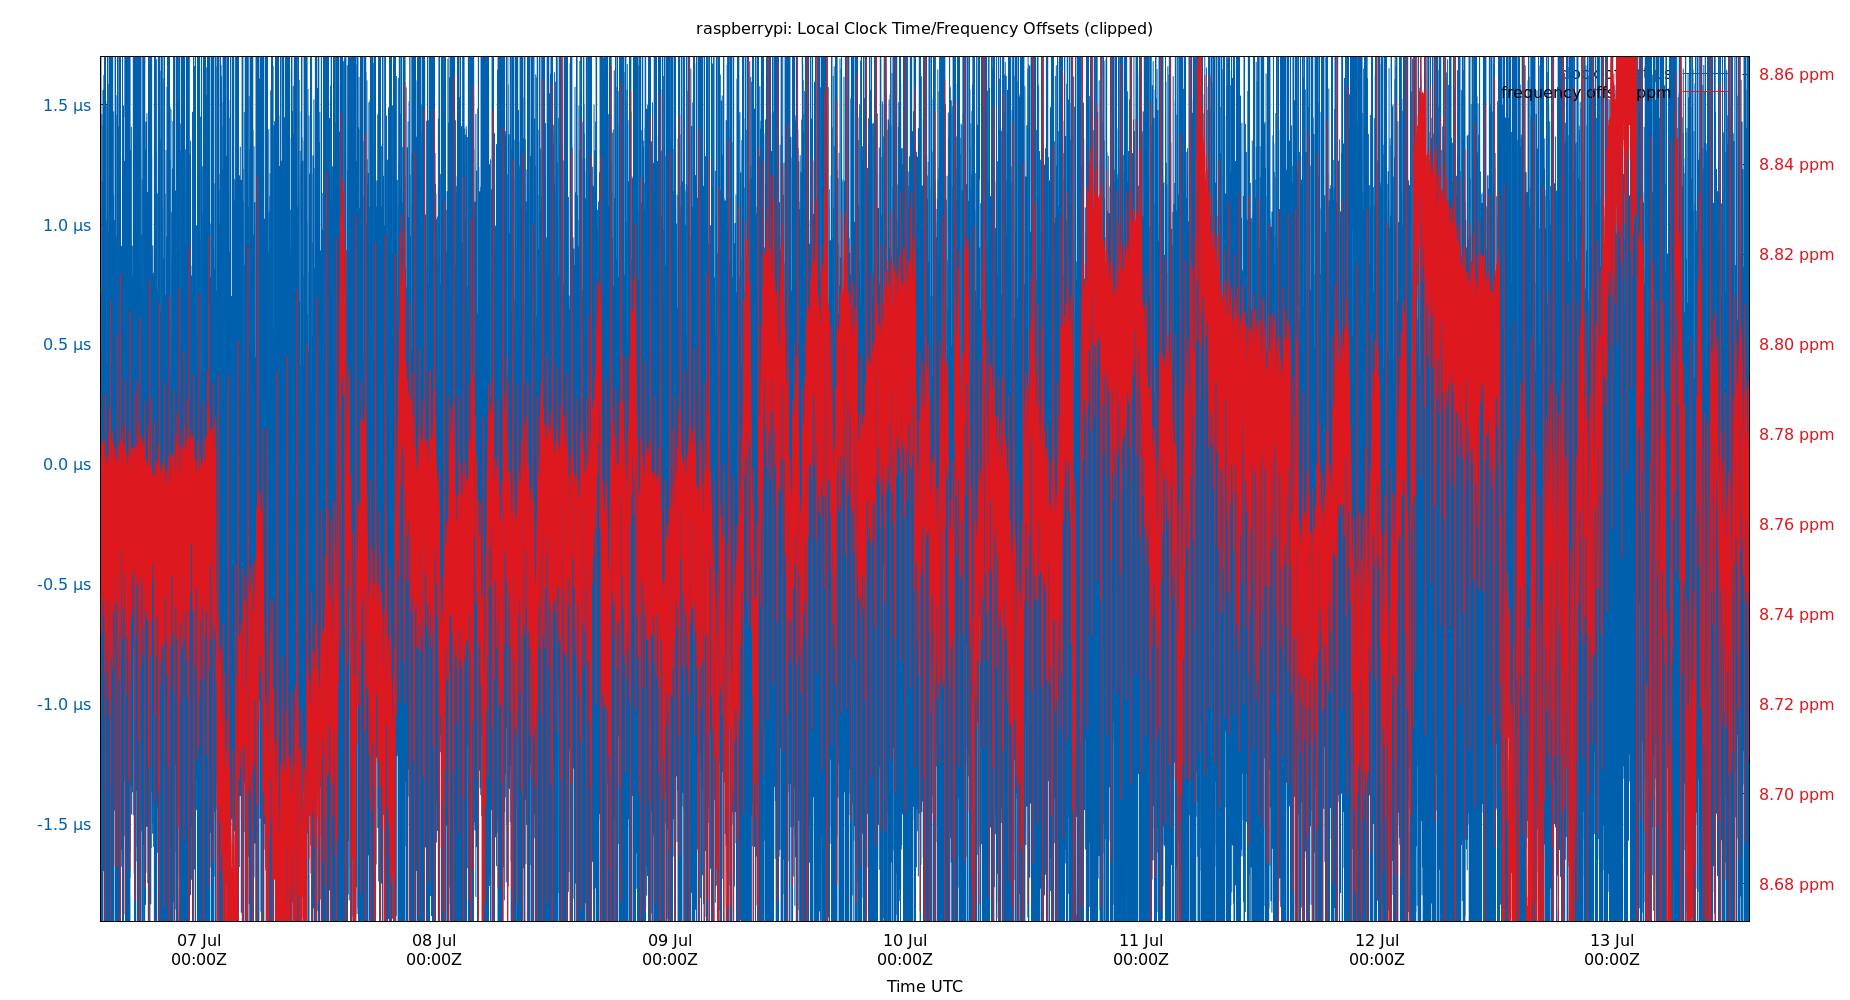 raspberrypi: Local Clock Time/Frequency Offsets (clipped)
1.5 µs
1.0 µs
0.5 µs
0.0 µs
-0.5 µs
-1.0 µs
-1.5 µs
frequency ppm
8.86 ppm
8.84 ppm
8.82 ppm
8.80 ppm
8.78 ppm
8.76 ppm
8.74 ppm
8.72 ppm
8.70 ppm
8.68 ppm
07 Jul 08 Jul 09 Jul 10 Jul 11 Jul 12 Jul 13 Jul
00:00Z 00:00Z 00:00Z 00:00Z 00:00Z 00:00Z 00:00Z
Time UTC